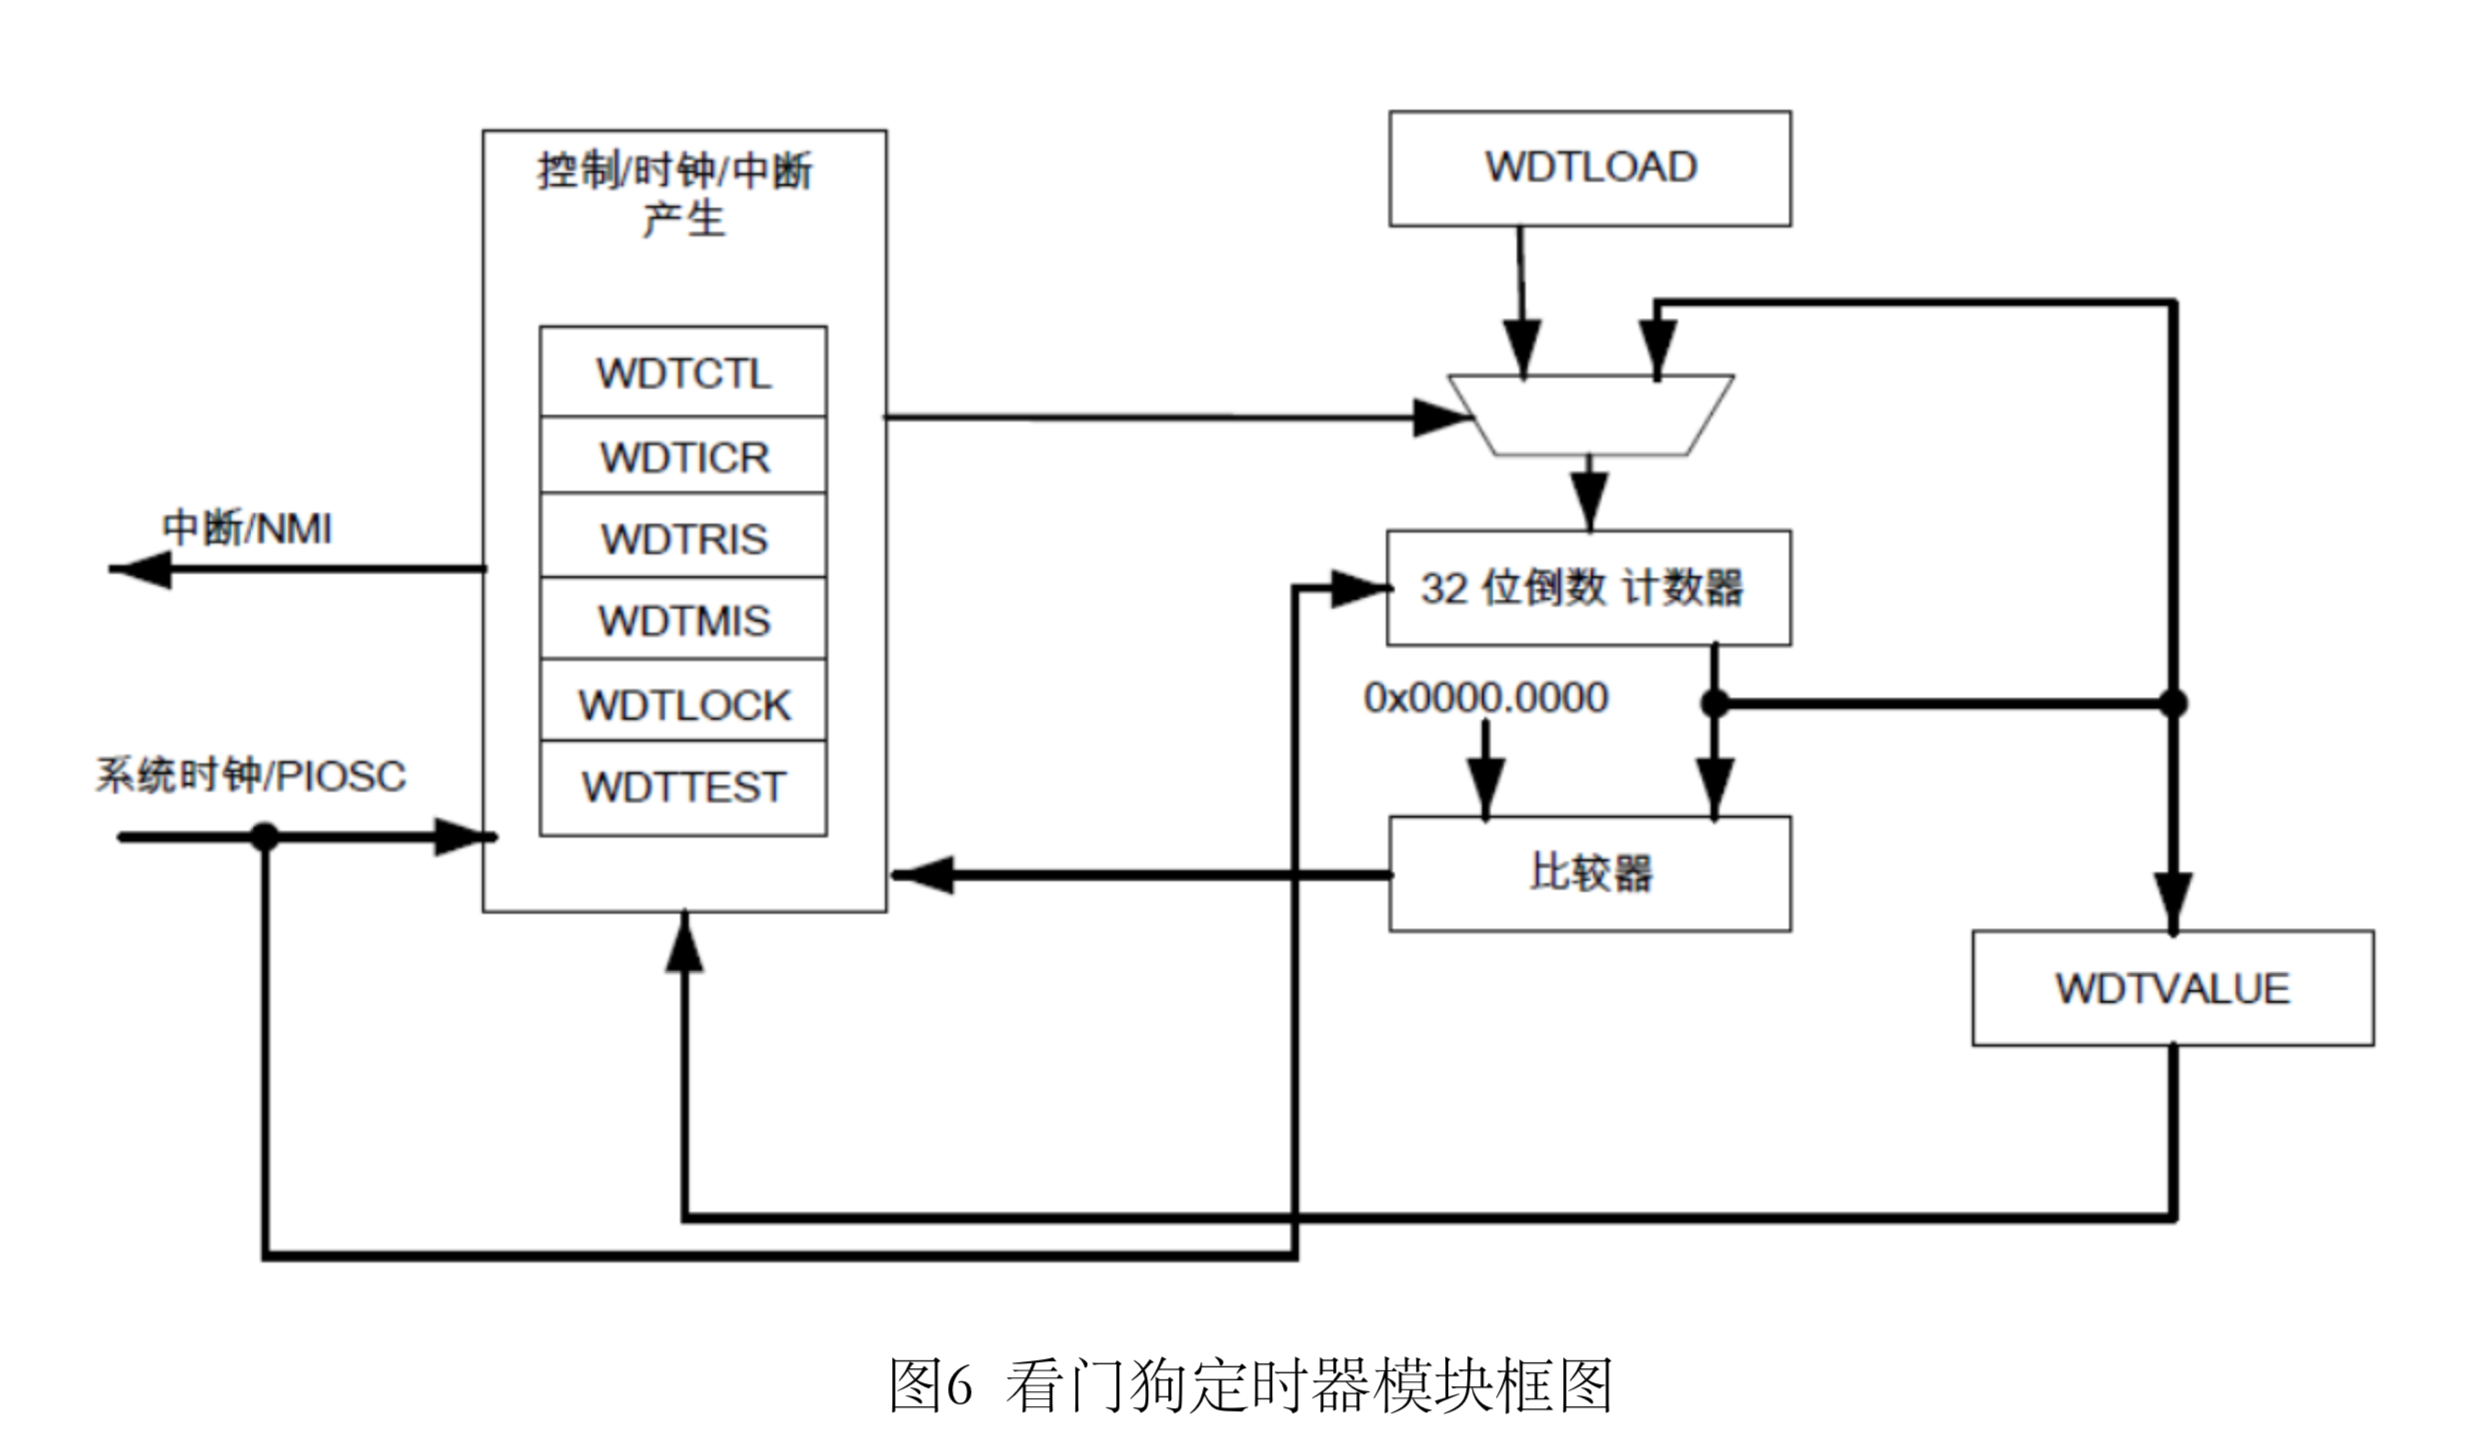 控制/时钟/中断
产生
WDTCTL
WDTICR
WDTRIS
WDTMIS
WDTLOCK
WDTTEST
中断/NMI
系统时钟/PIOSC
WDTLOAD
32 位倒数 计数器
0x0000.0000
比较器
WDTVALUE
图6 看门狗定时器模块框图